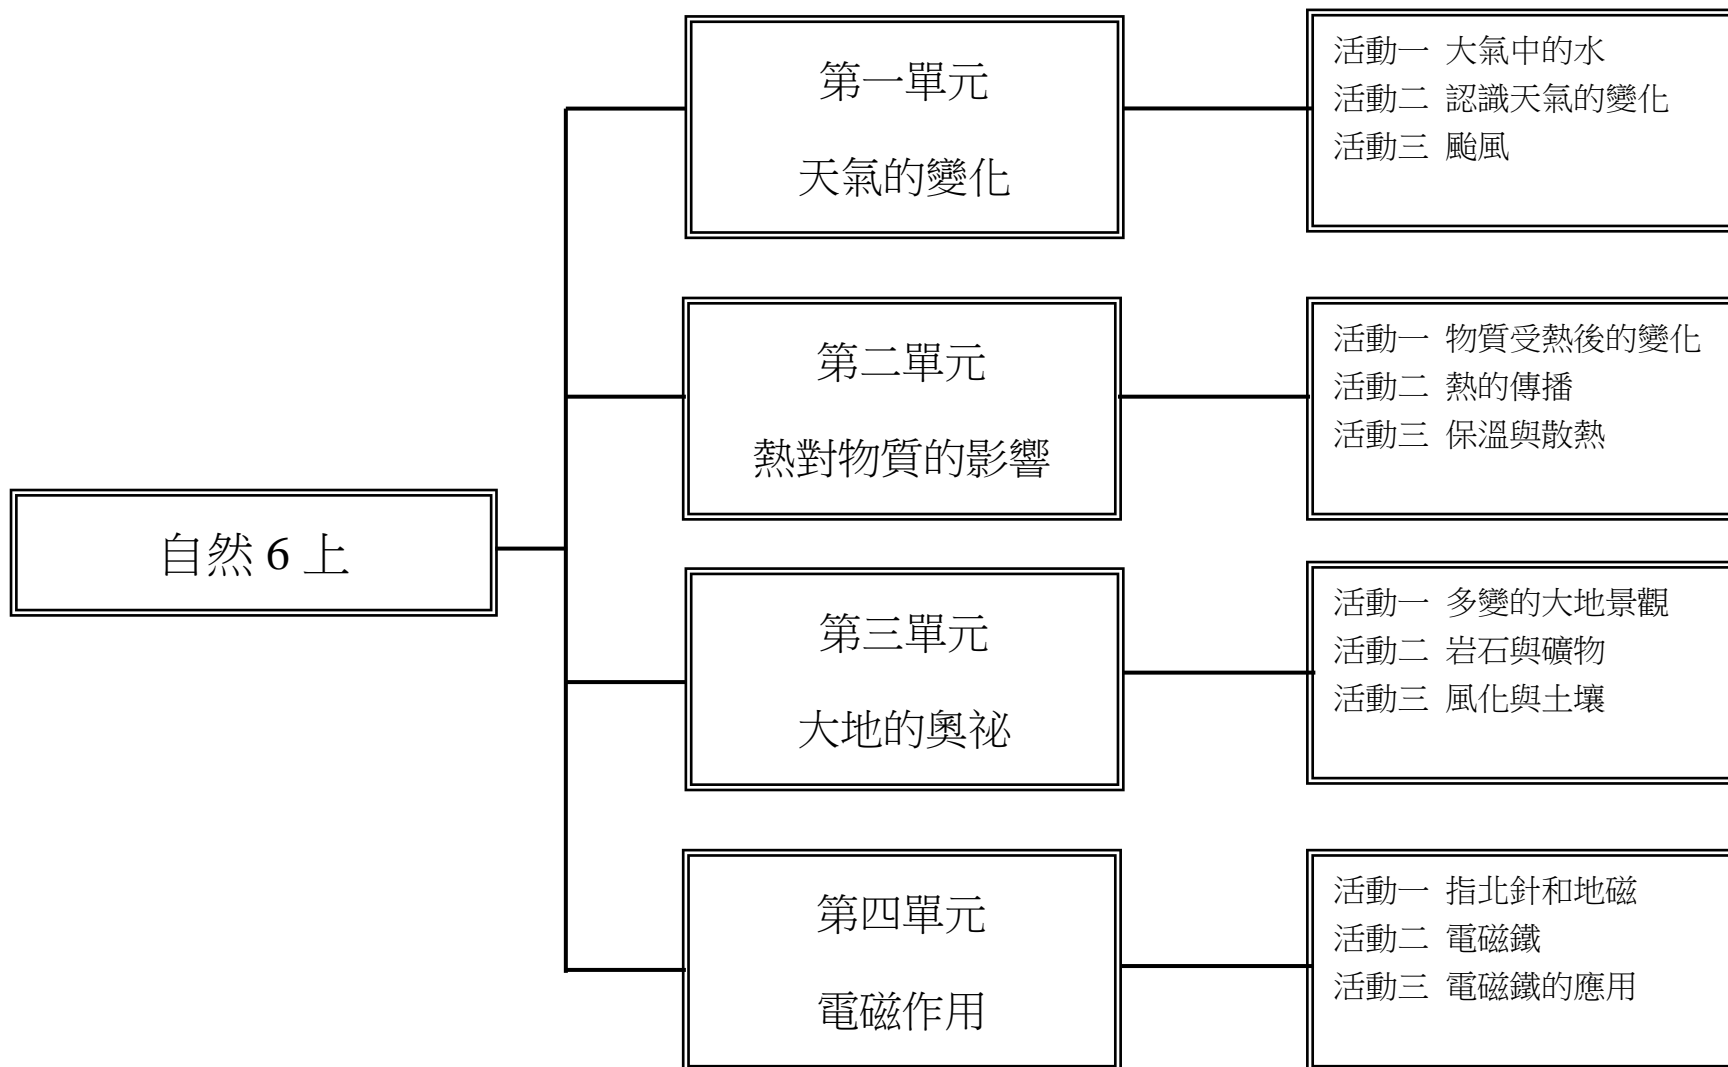 自然 6 上
第一單元
天氣的變化
活動一 大氣中的水
活動二 認識天氣的變化
活動三 颱風
第二單元
熱對物質的影響
活動一 物質受熱後的變化
活動二 熱的傳播
活動三 保溫與散熱
第三單元
大地的奧祕
活動一 多變的大地景觀
活動二 岩石與礦物
活動三 風化與土壤
第四單元
電磁作用
活動一 指北針和地磁
活動二 電磁鐵
活動三 電磁鐵的應用